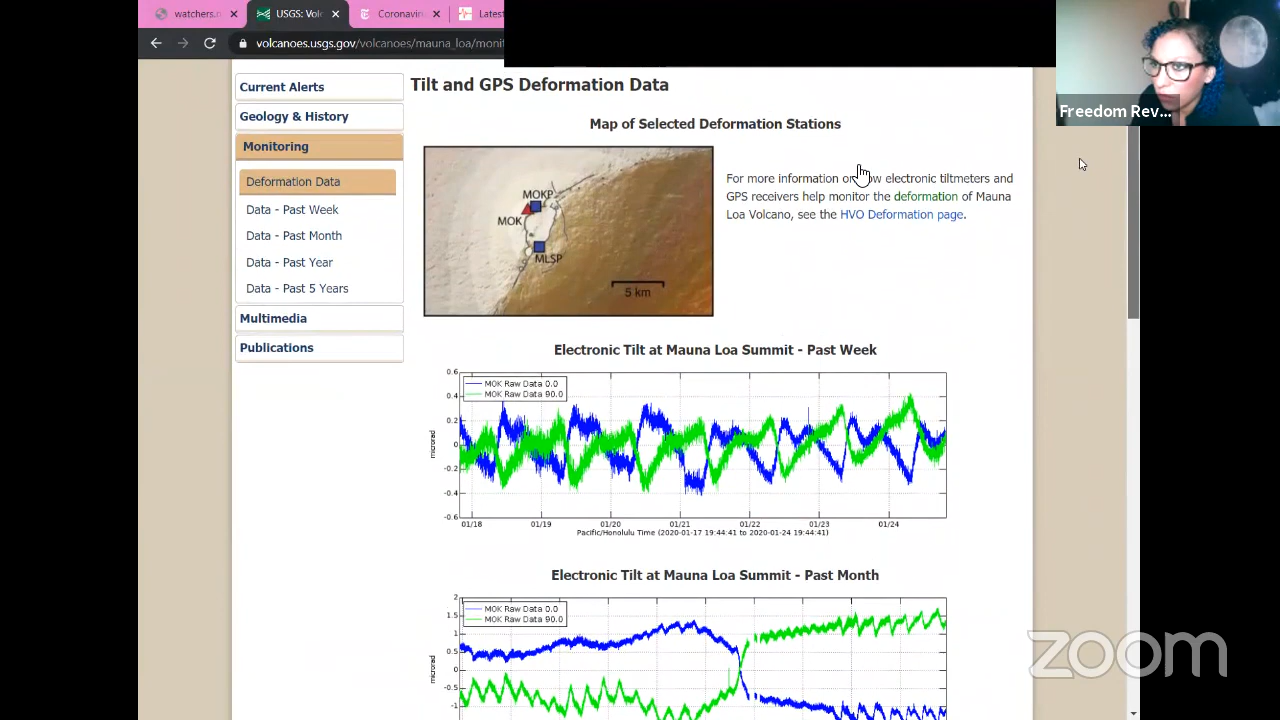 watchers.n
USGS: Vol
Coronavir
Latest
volcanoes.usgs.gov/volcanoes/mauna_loa/moni
Freedom Rev...
Current Alerts
Geology & History
Monitoring
Deformation Data
Data - Past Week
Data - Past Month
Data - Past Year
Data - Past 5 Years
Multimedia
Publications
Tilt and GPS Deformation Data
Map of Selected Deformation Stations
MOKP
MOK
MLSP
5 km
For more information on how electronic tiltmeters and
GPS receivers help monitor the deformation of Mauna
Loa Volcano, see the HVO Deformation page.
Electronic Tilt at Mauna Loa Summit - Past Week
MOK Raw Data 0.0
MOK Raw Data 90.0
0.6
0.4
0.2
0
-0.2
-0.4
-0.6
microrad
01/18 01/19 01/20 01/21 01/22 01/23 01/24
Pacific/Honolulu Time (2020-01-17 19:44:41 to 2020-01-24 19:44:41)
Electronic Tilt at Mauna Loa Summit - Past Month
MOK Raw Data 0.0
MOK Raw Data 90.0
2
1.5
1
0.5
0
-0.5
-1
microrad
zoom